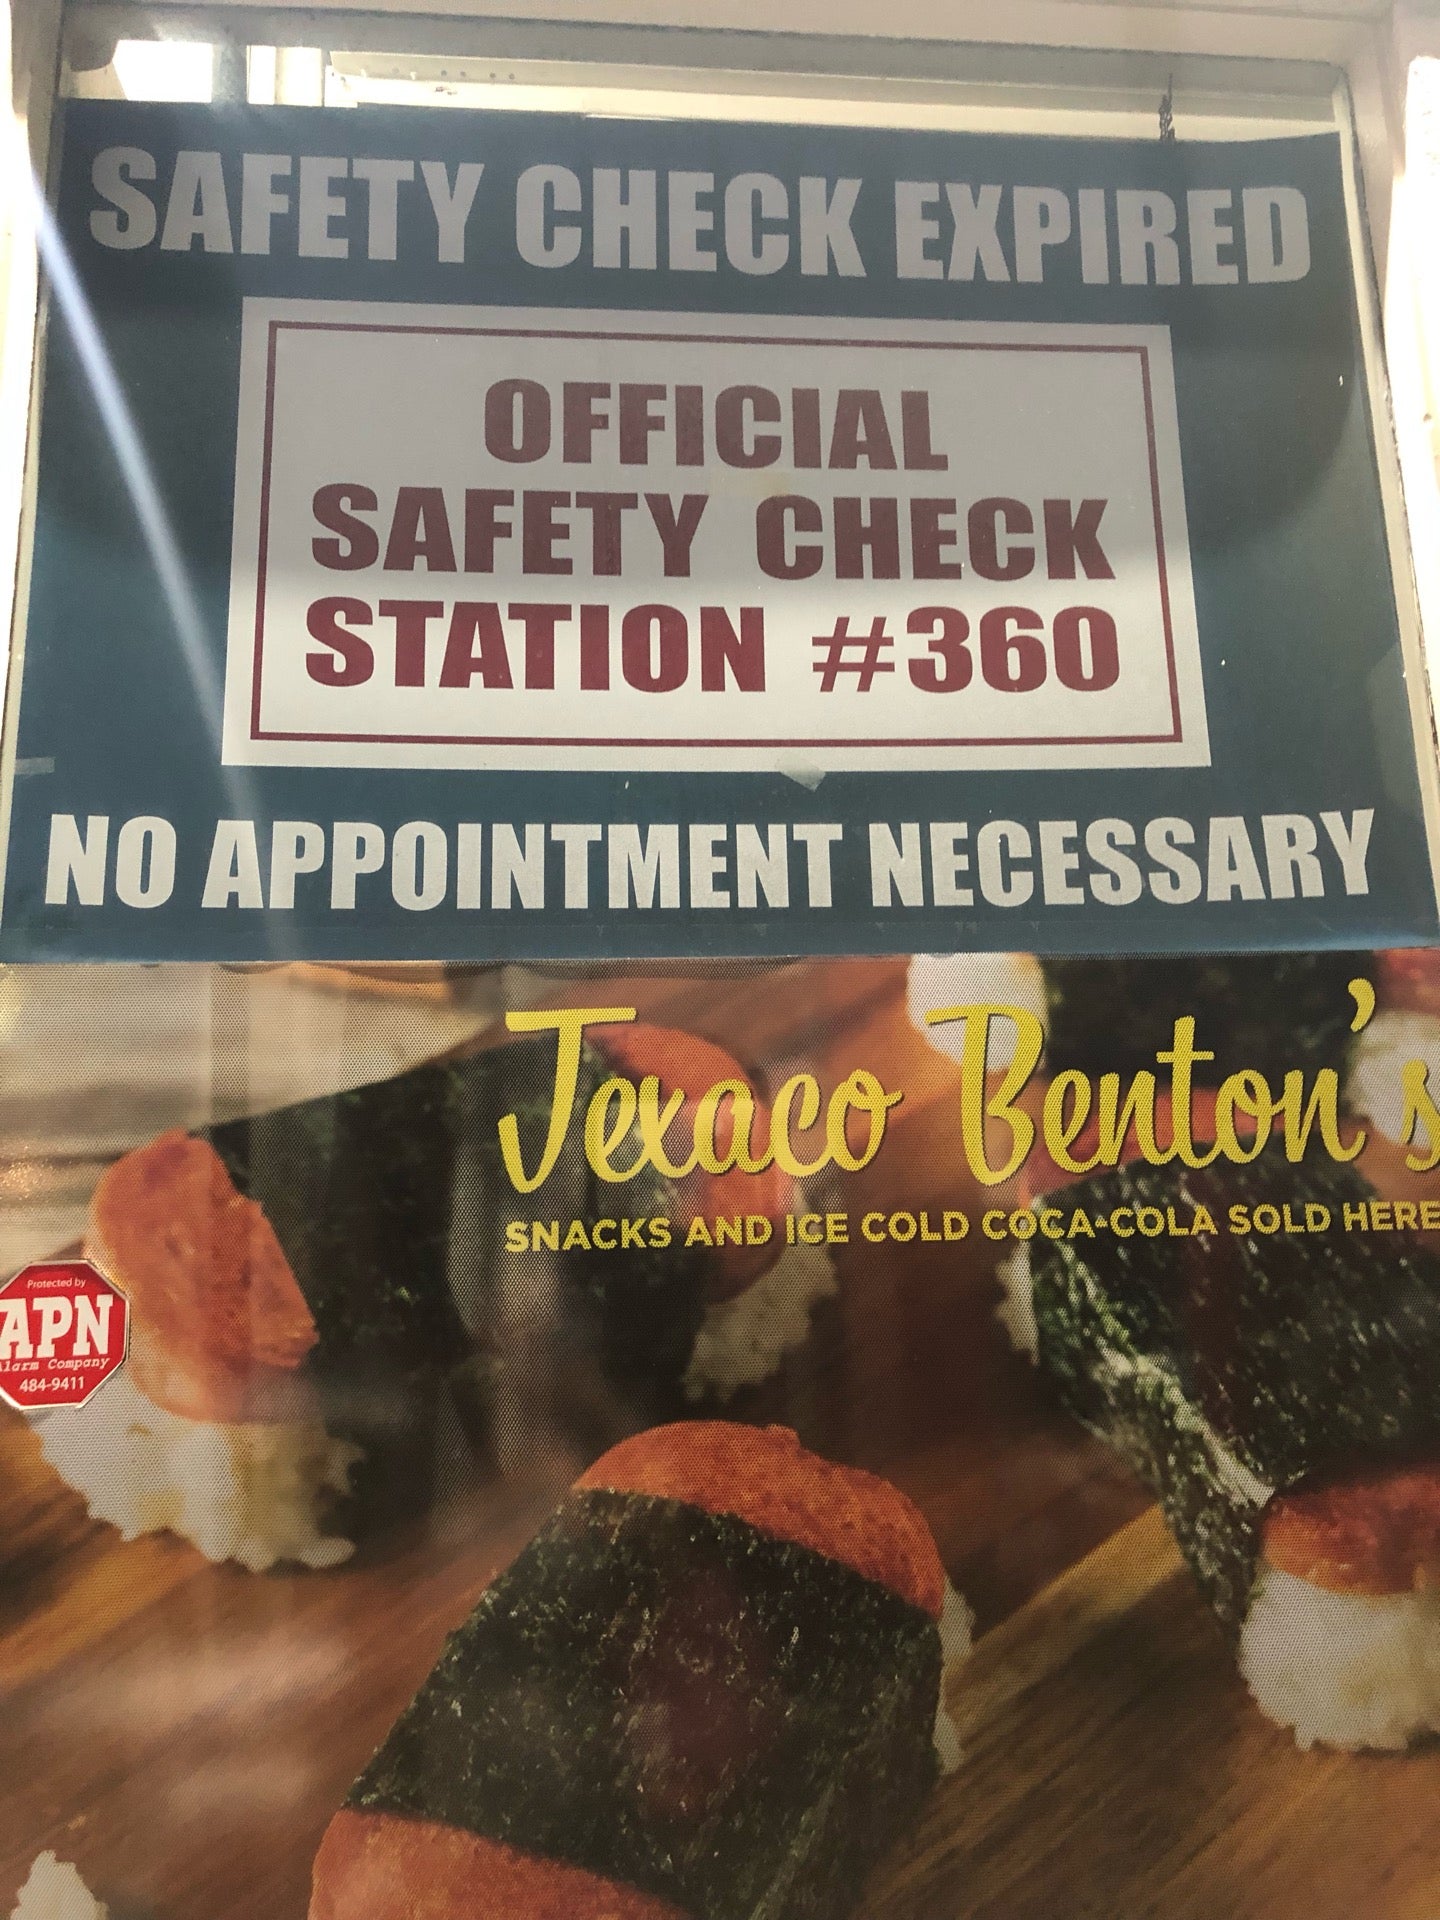 SAFETY CHECK EXPIRED
OFFICIAL
SAFETY CHECK
STATION #360
NO APPOINTMENT NECESSARY
Texaco Benton's
SNACKS AND ICE COLD COCA-COLA SOLD HERE
Protected by
APN
Alarm Company
484-9411